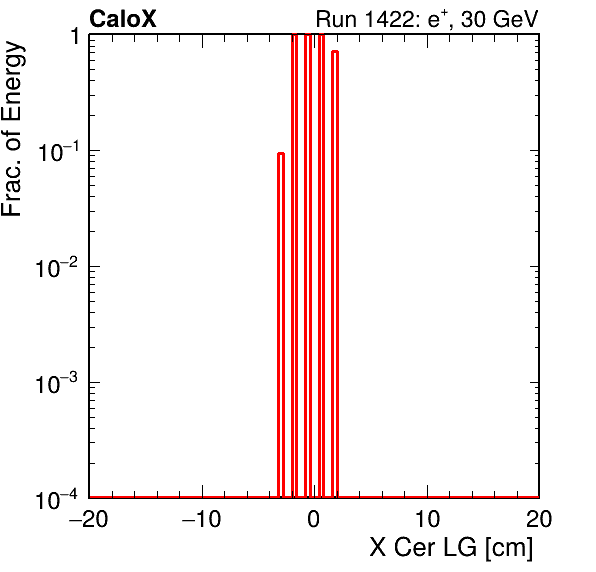 CaloX Run 1422: e⁺, 30 GeV
Frac. of Energy
1
10⁻¹
10⁻²
10⁻³
10⁻⁴
−20 −10 0 10 20
X Cer LG [cm]